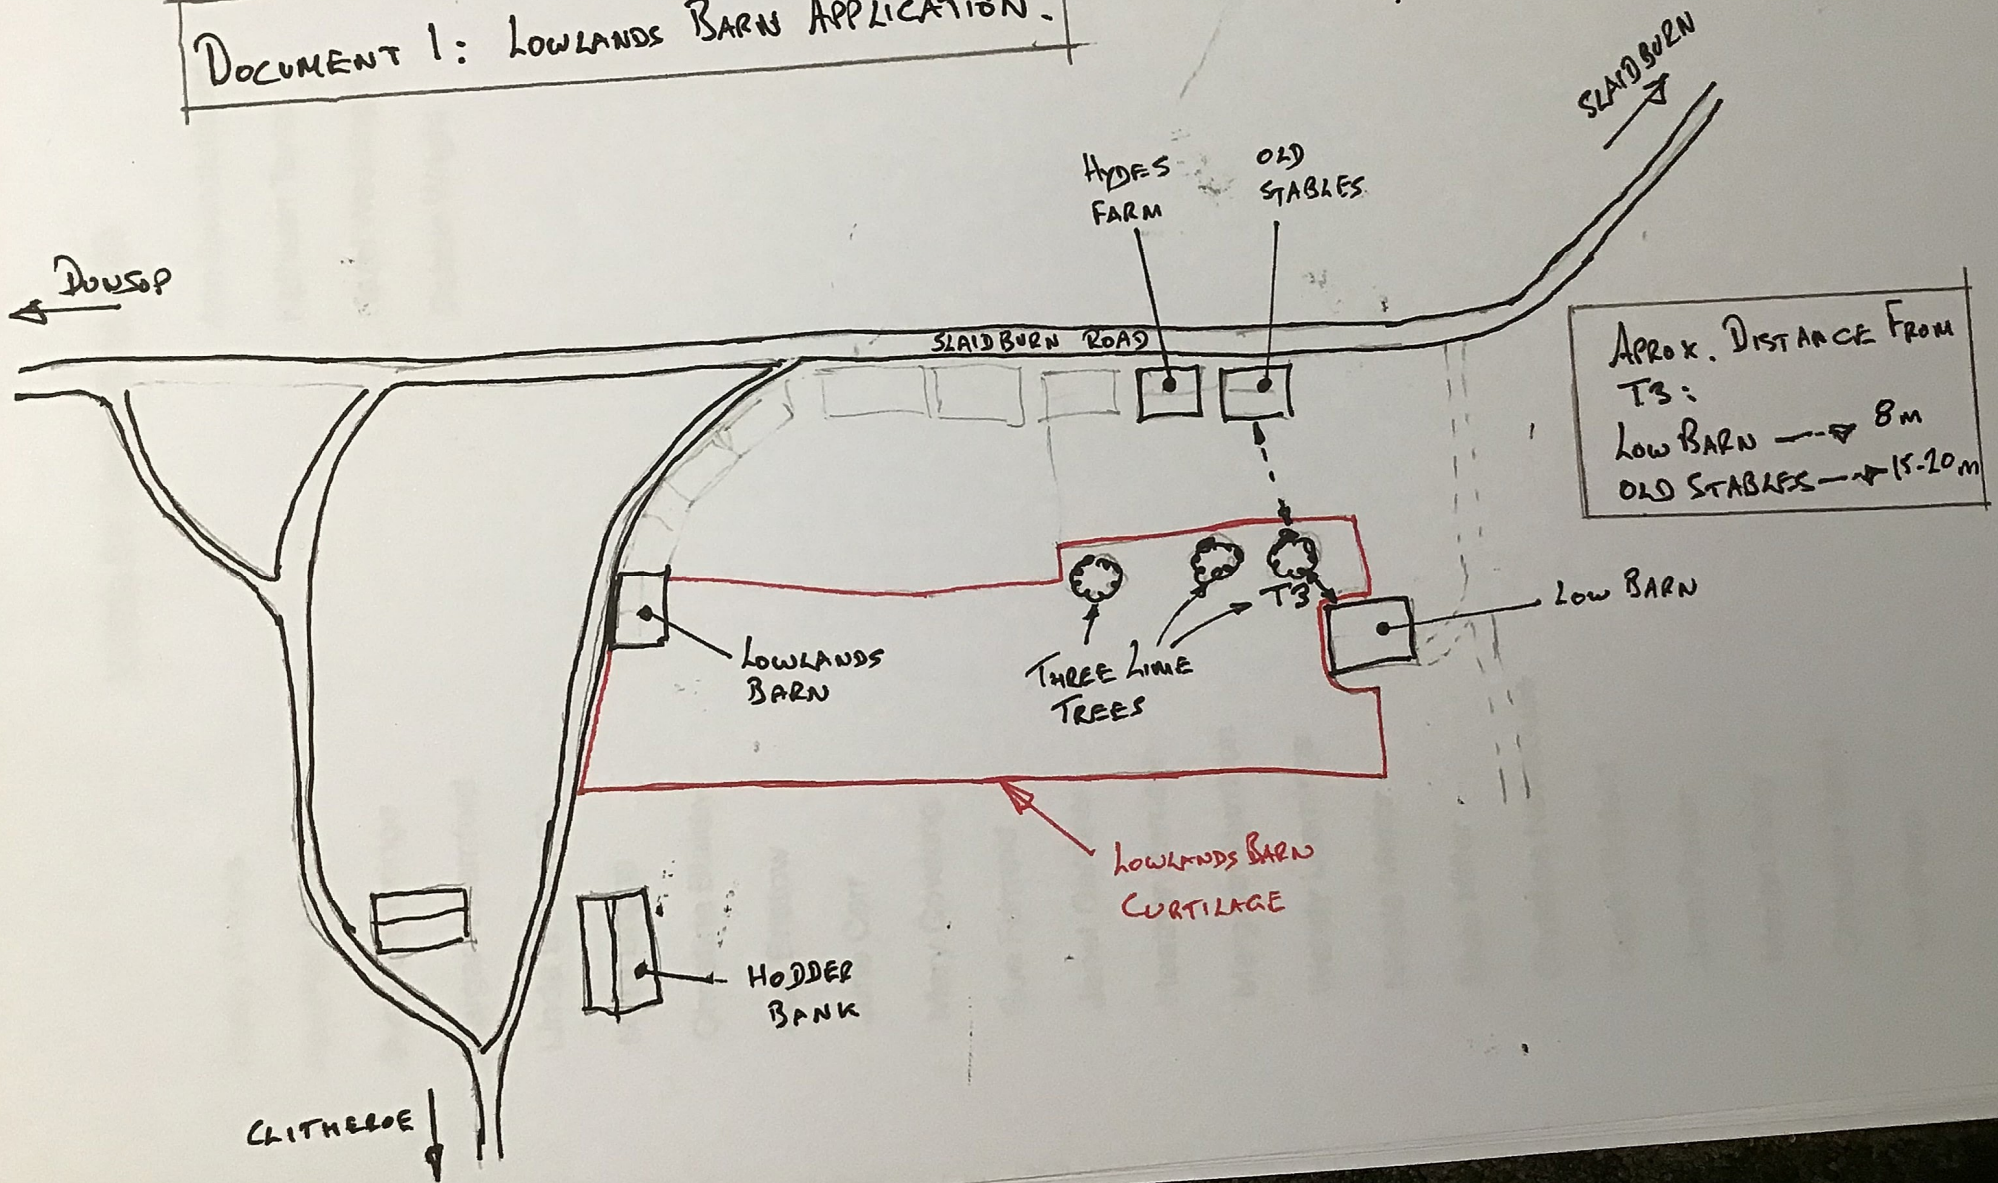 DOCUMENT 1: LOWLANDS BARN APPLICATION.
SLAIDBURN
HYDES
FARM
OLD
STABLES
DUNSOP
SLAIDBURN ROAD
APROX. DISTANCE FROM
T3:
LOW BARN → 8m
OLD STABLES → 15-20m
T3
LOW BARN
LOWLANDS
BARN
THREE LIME
TREES
LOWLANDS BARN
CURTILAGE
HODDER
BANK
CLITHEROE